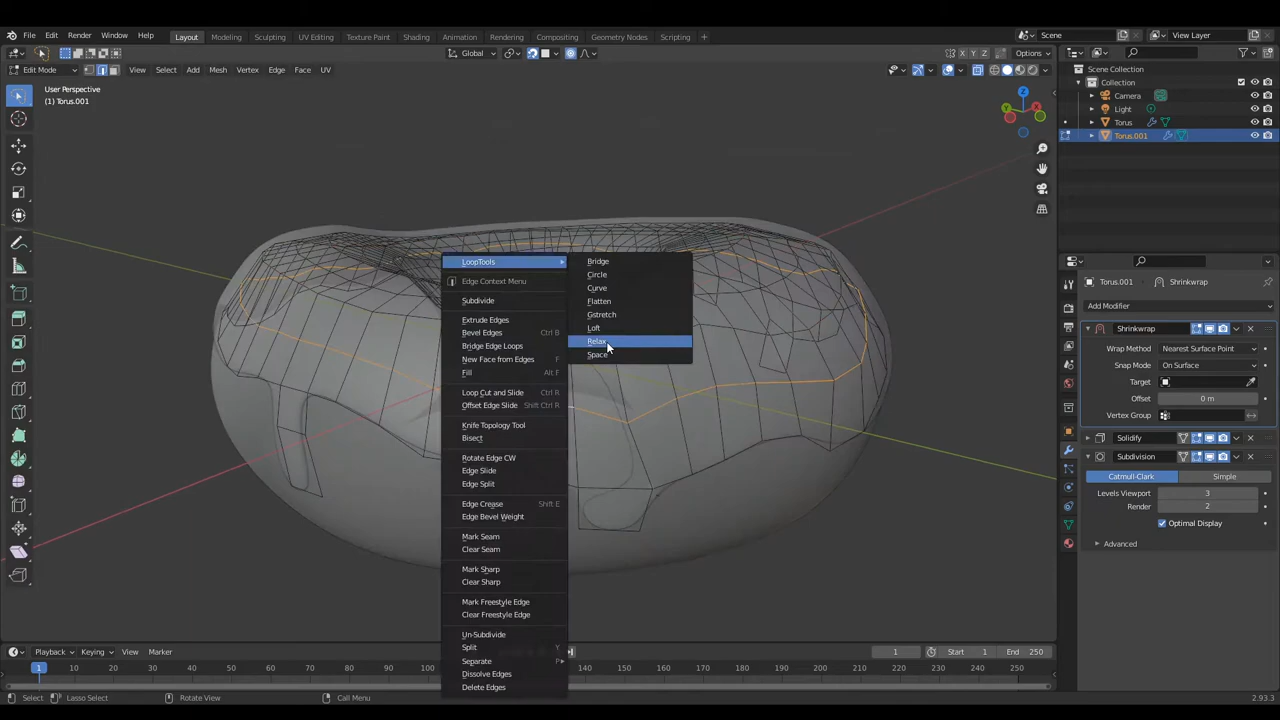 File Edit Render Window Help Layout Modeling Sculpting UV Editing Texture Paint Shading Animation Rendering Compositing Geometry Nodes Scripting + Scene View Layer
Global X Y Z Options
Edit Mode View Select Add Mesh Vertex Edge Face UV
User Perspective
(1) Torus.001
Scene Collection
Collection
Camera
Light
Torus
Torus.001
Z
X
Y
LoopTools
Edge Context Menu
Subdivide
Extrude Edges
Bevel Edges Ctrl B
Bridge Edge Loops
New Face from Edges F
Fill Alt F
Loop Cut and Slide Ctrl R
Offset Edge Slide Shift Ctrl R
Knife Topology Tool
Bisect
Rotate Edge CW
Edge Slide
Edge Split
Edge Crease Shift E
Edge Bevel Weight
Mark Seam
Clear Seam
Mark Sharp
Clear Sharp
Mark Freestyle Edge
Clear Freestyle Edge
Un-Subdivide
Split Y
Separate P
Dissolve Edges
Delete Edges
Bridge
Circle
Curve
Flatten
Gstretch
Loft
Relax
Space
Torus.001 Shrinkwrap
Add Modifier
Shrinkwrap
Wrap Method Nearest Surface Point
Snap Mode On Surface
Target
Offset 0 m
Vertex Group
Solidify
Subdivision
Catmull-Clark Simple
Levels Viewport 3
Render 2
Optimal Display
Advanced
Playback Keying View Marker 1 Start 1 End 250
1 10 20 30 40 50 60 70 80 90 100 130 140 150 160 170 180 190 200 210 220 230 240 250
Select Lasso Select Rotate View Call Menu 2.93.3